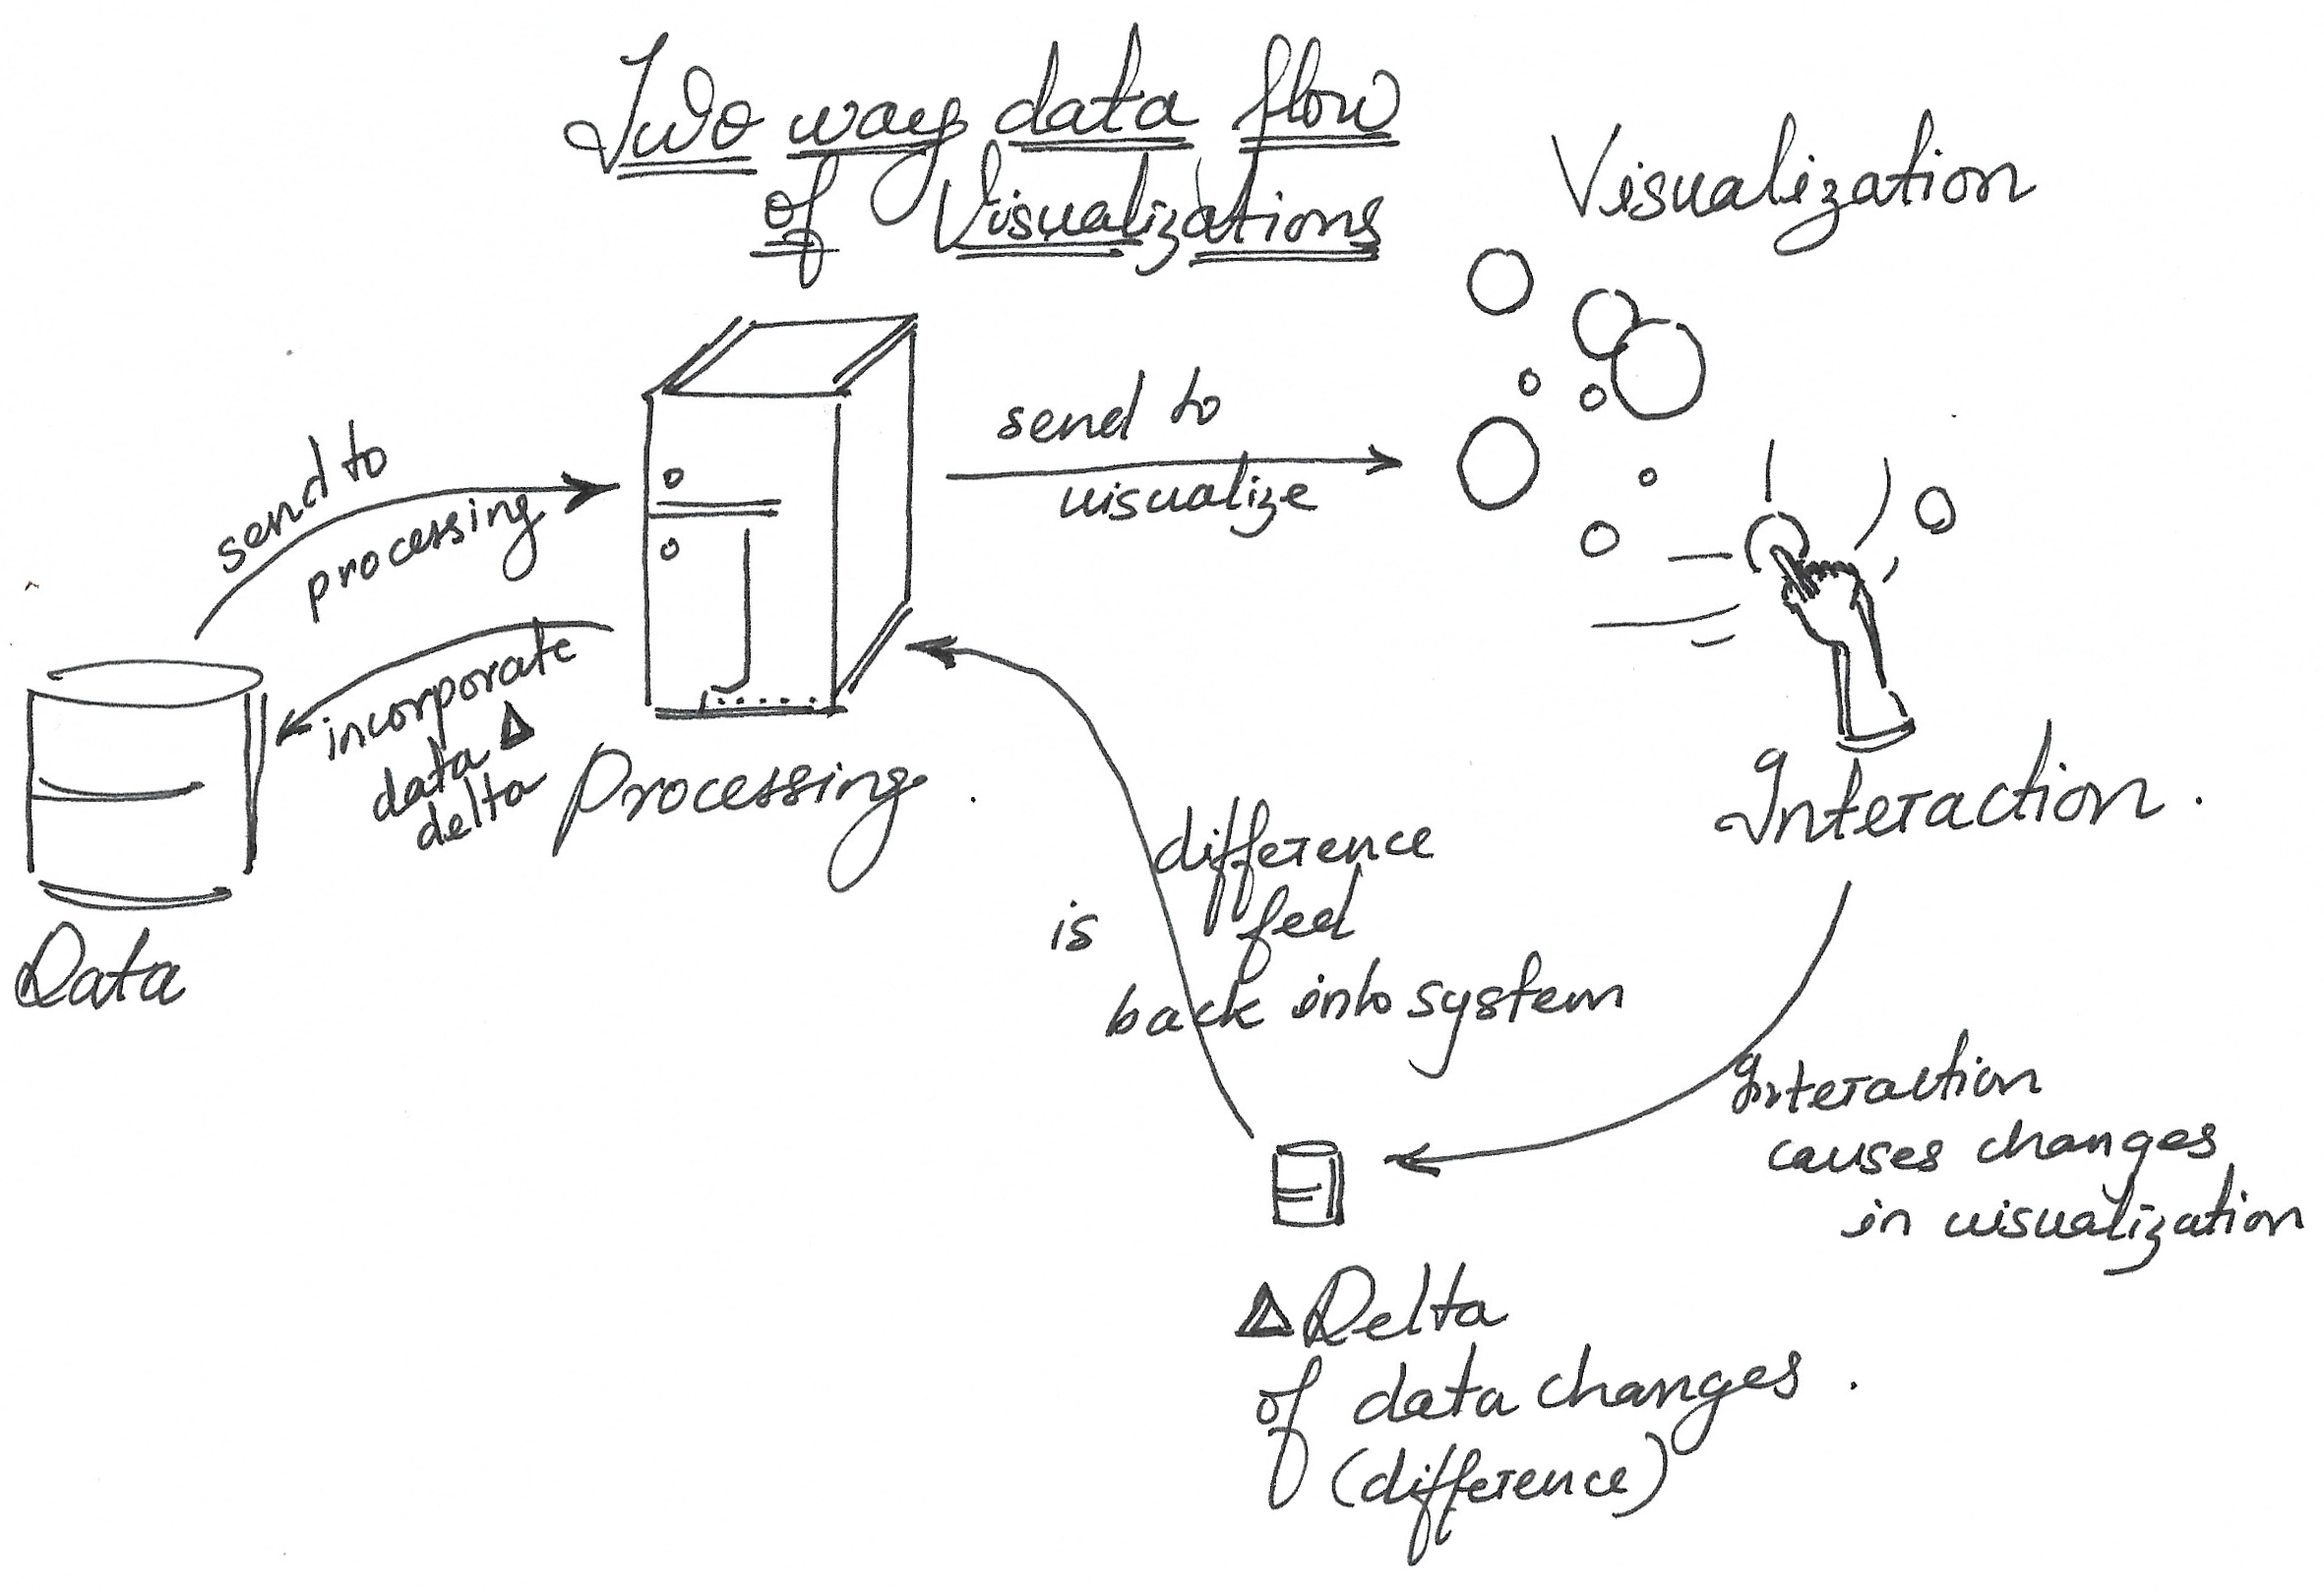 Two way data flow
of Visualizations
Visualization
send to
processing
send to
visualize
incorporate
data Δ
delta
Processing.
Data
Interaction.
difference
is feed
back into system
Interaction
causes changes
in visualization
Δ Delta
of data changes.
(difference)